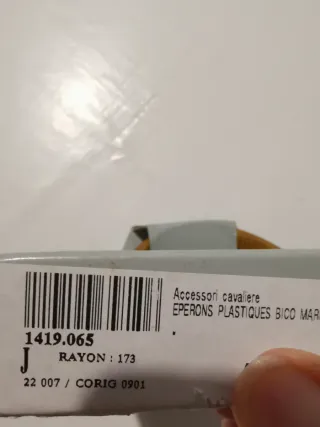 Accessori cavaliere
EPERONS PLASTIQUES BICO MAR
1419.065
J RAYON : 173
22 007 / CORIG 0901